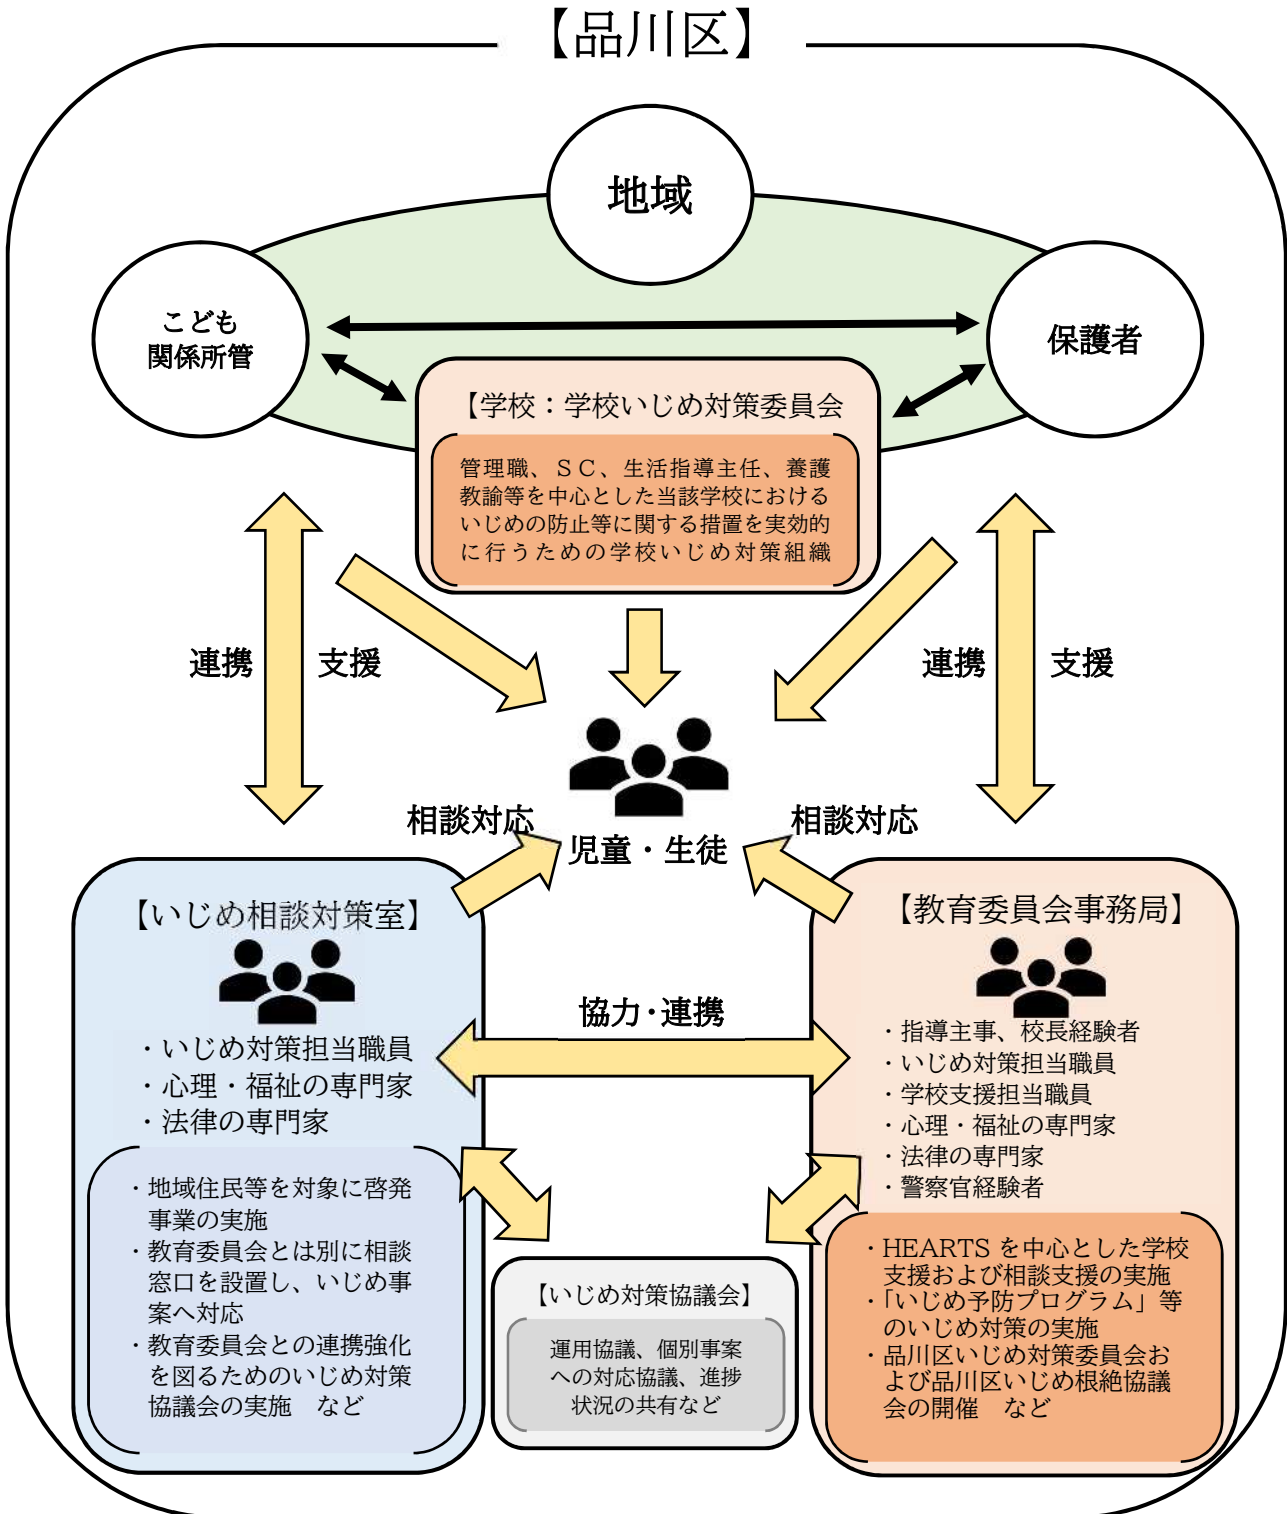 【品川区】
地域
こども
関係所管
保護者
【学校：学校いじめ対策委員会
管理職、ＳＣ、生活指導主任、養護
教諭等を中心とした当該学校における
いじめの防止等に関する措置を実効的
に行うための学校いじめ対策組織
連携
支援
連携
支援
相談対応
相談対応
児童・生徒
【いじめ相談対策室】
・いじめ対策担当職員
・心理・福祉の専門家
・法律の専門家
・地域住民等を対象に啓発
事業の実施
・教育委員会とは別に相談
窓口を設置し、いじめ事
案へ対応
・教育委員会との連携強化
を図るためのいじめ対策
協議会の実施　など
協力・連携
【いじめ対策協議会】
運用協議、個別事案
への対応協議、進捗
状況の共有など
【教育委員会事務局】
・指導主事、校長経験者
・いじめ対策担当職員
・学校支援担当職員
・心理・福祉の専門家
・法律の専門家
・警察官経験者
・HEARTS を中心とした学校
支援および相談支援の実施
・「いじめ予防プログラム」等
のいじめ対策の実施
・品川区いじめ対策委員会お
よび品川区いじめ根絶協議
会の開催　など